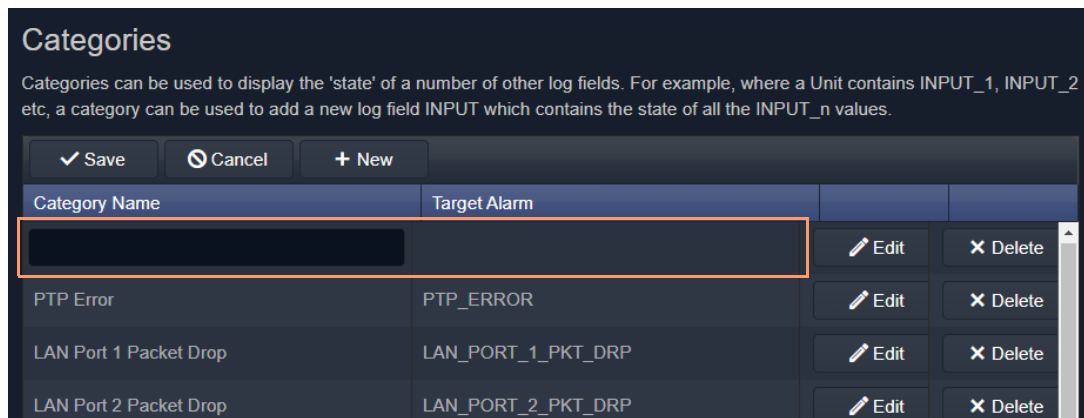 Categories
Categories can be used to display the 'state' of a number of other log fields. For example, where a Unit contains INPUT_1, INPUT_2
etc, a category can be used to add a new log field INPUT which contains the state of all the INPUT_n values.
Save Cancel New
Category Name Target Alarm
Edit Delete
PTP Error PTP_ERROR Edit Delete
LAN Port 1 Packet Drop LAN_PORT_1_PKT_DRP Edit Delete
LAN Port 2 Packet Drop LAN_PORT_2_PKT_DRP Edit Delete